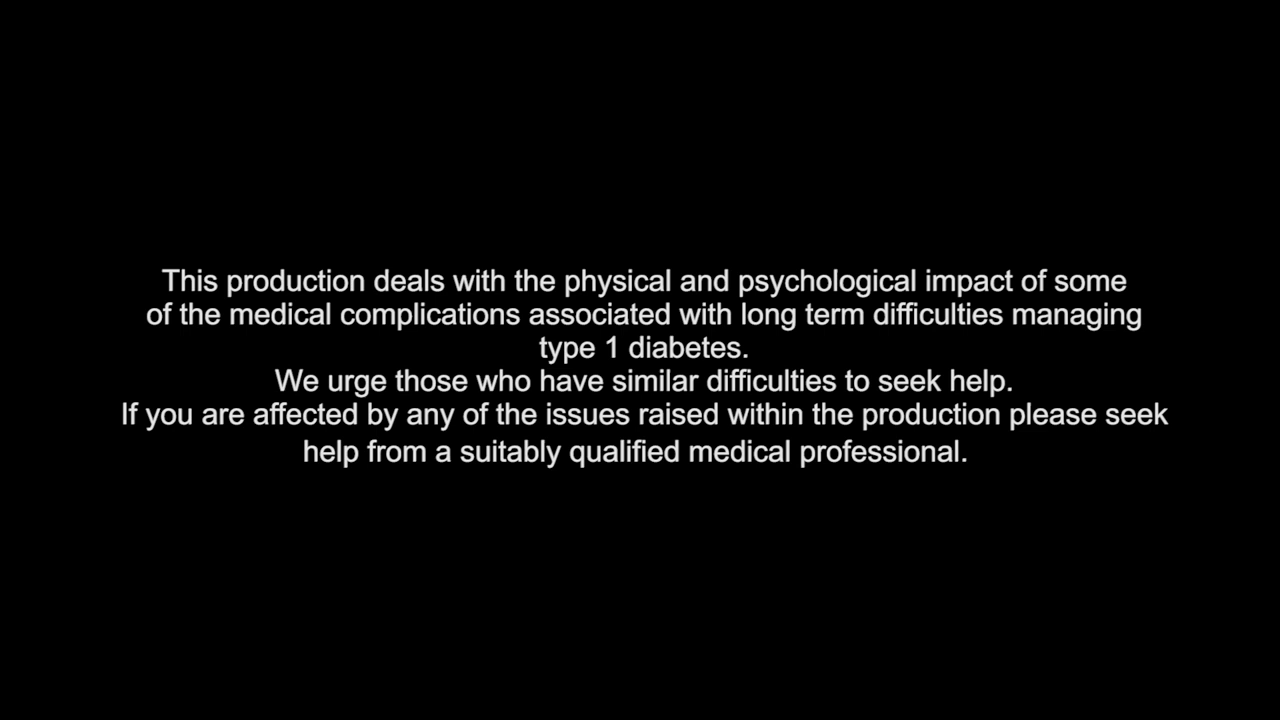 This production deals with the physical and psychological impact of some
of the medical complications associated with long term difficulties managing
type 1 diabetes.
We urge those who have similar difficulties to seek help.
If you are affected by any of the issues raised within the production please seek
help from a suitably qualified medical professional.